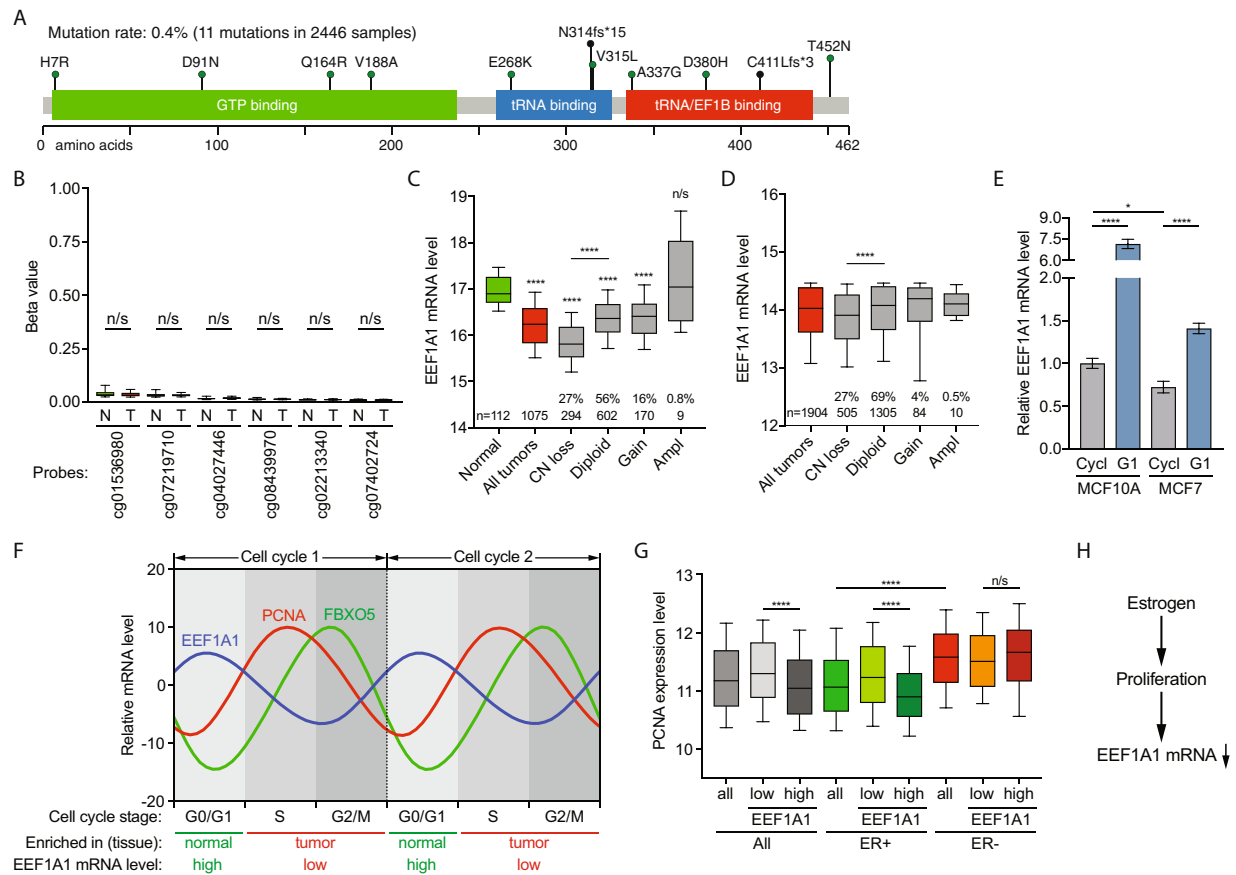 A
Mutation rate: 0.4% (11 mutations in 2446 samples)
N314fs*15
H7R D91N Q164R V188A E268K V315L A337G D380H C411Lfs*3 T452N
GTP binding tRNA binding tRNA/EF1B binding
0 amino acids 100 200 300 400 462
B
Beta value
1.00
0.75
0.50
0.25
0.00
n/s n/s n/s n/s n/s n/s
N T N T N T N T N T N T
Probes:
cg01536980
cg07219710
cg04027446
cg08439970
cg02213340
cg07402724
C
EEF1A1 mRNA level
19
18
17
16
15
14
n/s
****
**** **** **** ****
27% 56% 16% 0.8%
n=112 1075 294 602 170 9
Normal
All tumors
CN loss
Diploid
Gain
Ampl
D
EEF1A1 mRNA level
16
15
14
13
12
****
27% 69% 4% 0.5%
n=1904 505 1305 84 10
All tumors
CN loss
Diploid
Gain
Ampl
E
Relative EEF1A1 mRNA level
9.0
7.5
6.0
2.0
1.5
1.0
0.5
0.0
*
**** ****
Cycl G1 Cycl G1
MCF10A MCF7
F
Cell cycle 1 Cell cycle 2
Relative mRNA level
20
10
0
-10
-20
EEF1A1 PCNA FBXO5
Cell cycle stage: G0/G1 S G2/M G0/G1 S G2/M
Enriched in (tissue): normal tumor normal tumor
EEF1A1 mRNA level: high low high low
G
PCNA expression level
13
12
11
10
****
**** **** n/s
all low high all low high all low high
EEF1A1 EEF1A1 EEF1A1
All ER+ ER-
H
Estrogen
Proliferation
EEF1A1 mRNA